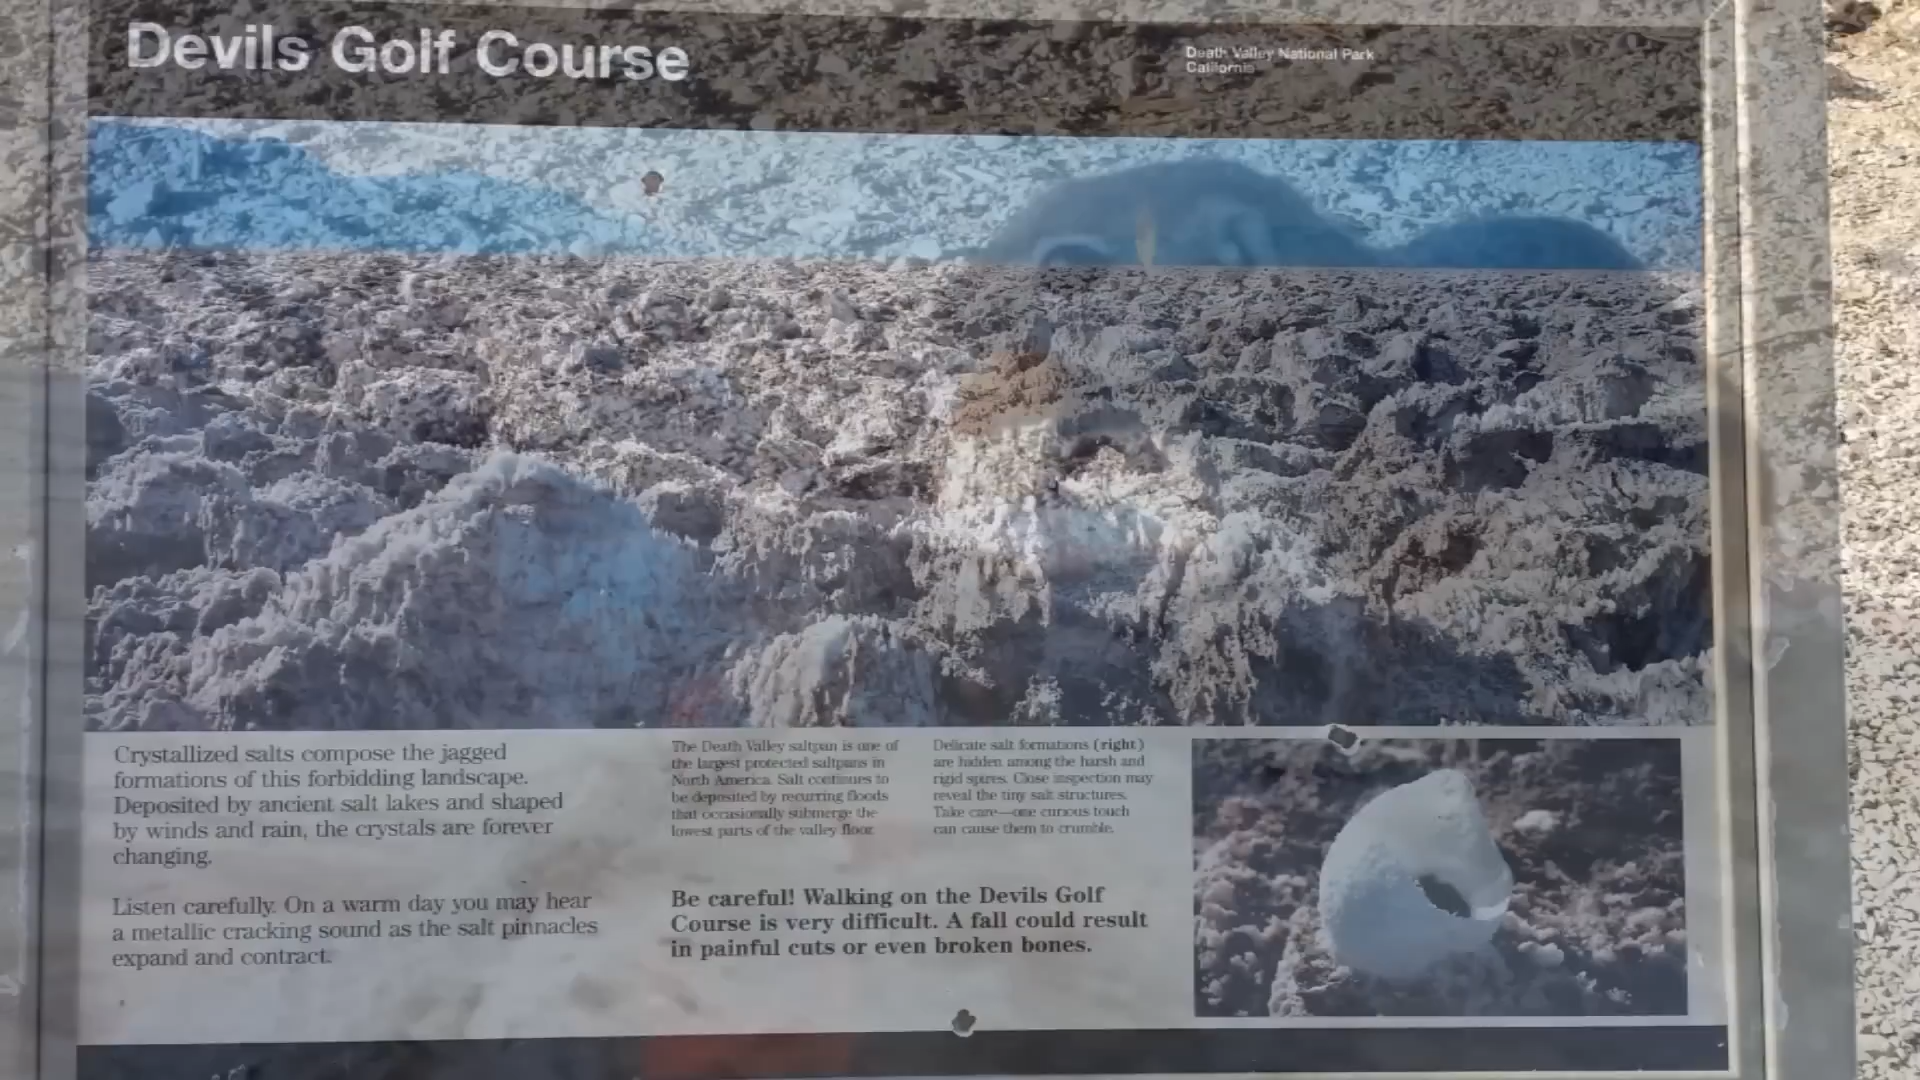 Devils Golf Course
Death Valley National Park
California
Crystallized salts compose the jagged
formations of this forbidding landscape.
Deposited by ancient salt lakes and shaped
by winds and rain, the crystals are forever
changing.
Listen carefully. On a warm day you may hear
a metallic cracking sound as the salt pinnacles
expand and contract.
The Death Valley saltpan is one of
the largest protected saltpans in
North America. Salt continues to
be deposited by recurring floods
that occasionally submerge the
lowest parts of the valley floor.
Delicate salt formations (right)
are hidden among the harsh and
rigid spires. Close inspection may
reveal the tiny salt structures.
Take care—one curious touch
can cause them to crumble.
Be careful! Walking on the Devils Golf
Course is very difficult. A fall could result
in painful cuts or even broken bones.